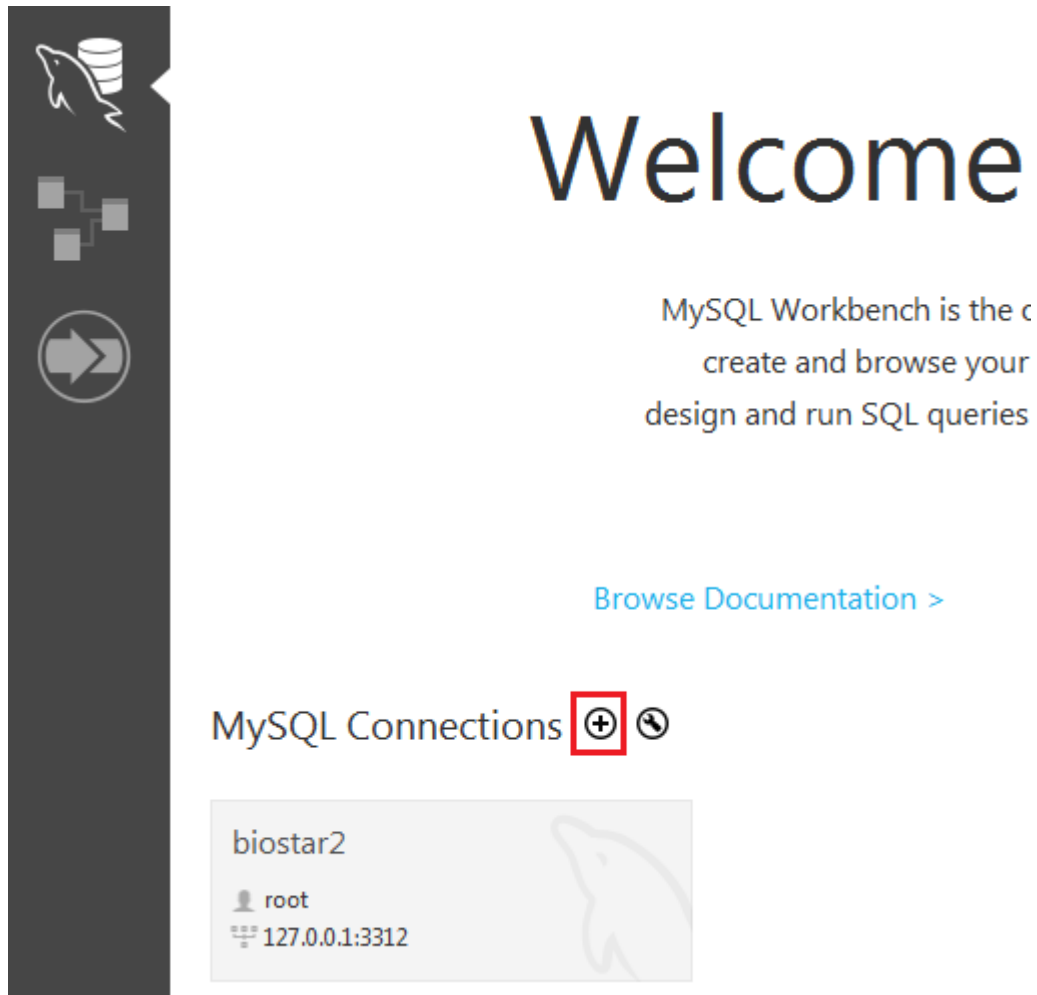 Welcome
MySQL Workbench is the
create and browse your
design and run SQL queries
Browse Documentation >
MySQL Connections
biostar2
root
127.0.0.1:3312